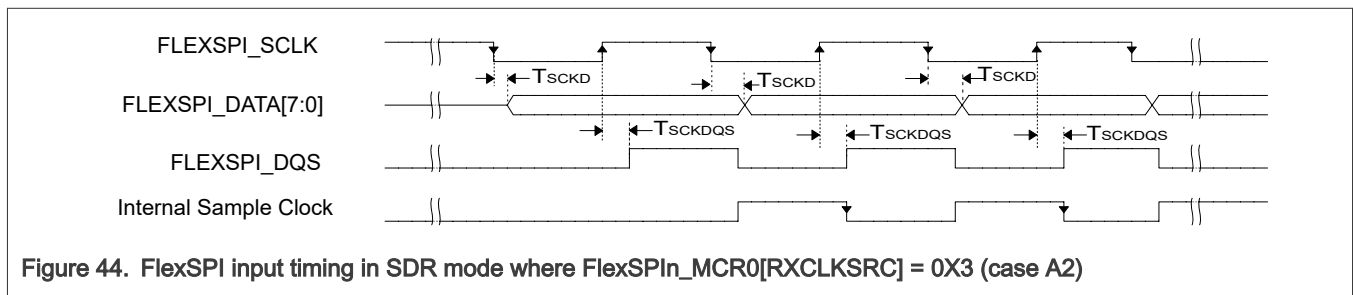 FLEXSPI_SCLK
TSCKD TSCKD TSCKD
FLEXSPI_DATA[7:0]
TSCKDQS TSCKDQS TSCKDQS
FLEXSPI_DQS
Internal Sample Clock
Figure 44. FlexSPI input timing in SDR mode where FlexSPIn_MCR0[RXCLKSRC] = 0X3 (case A2)